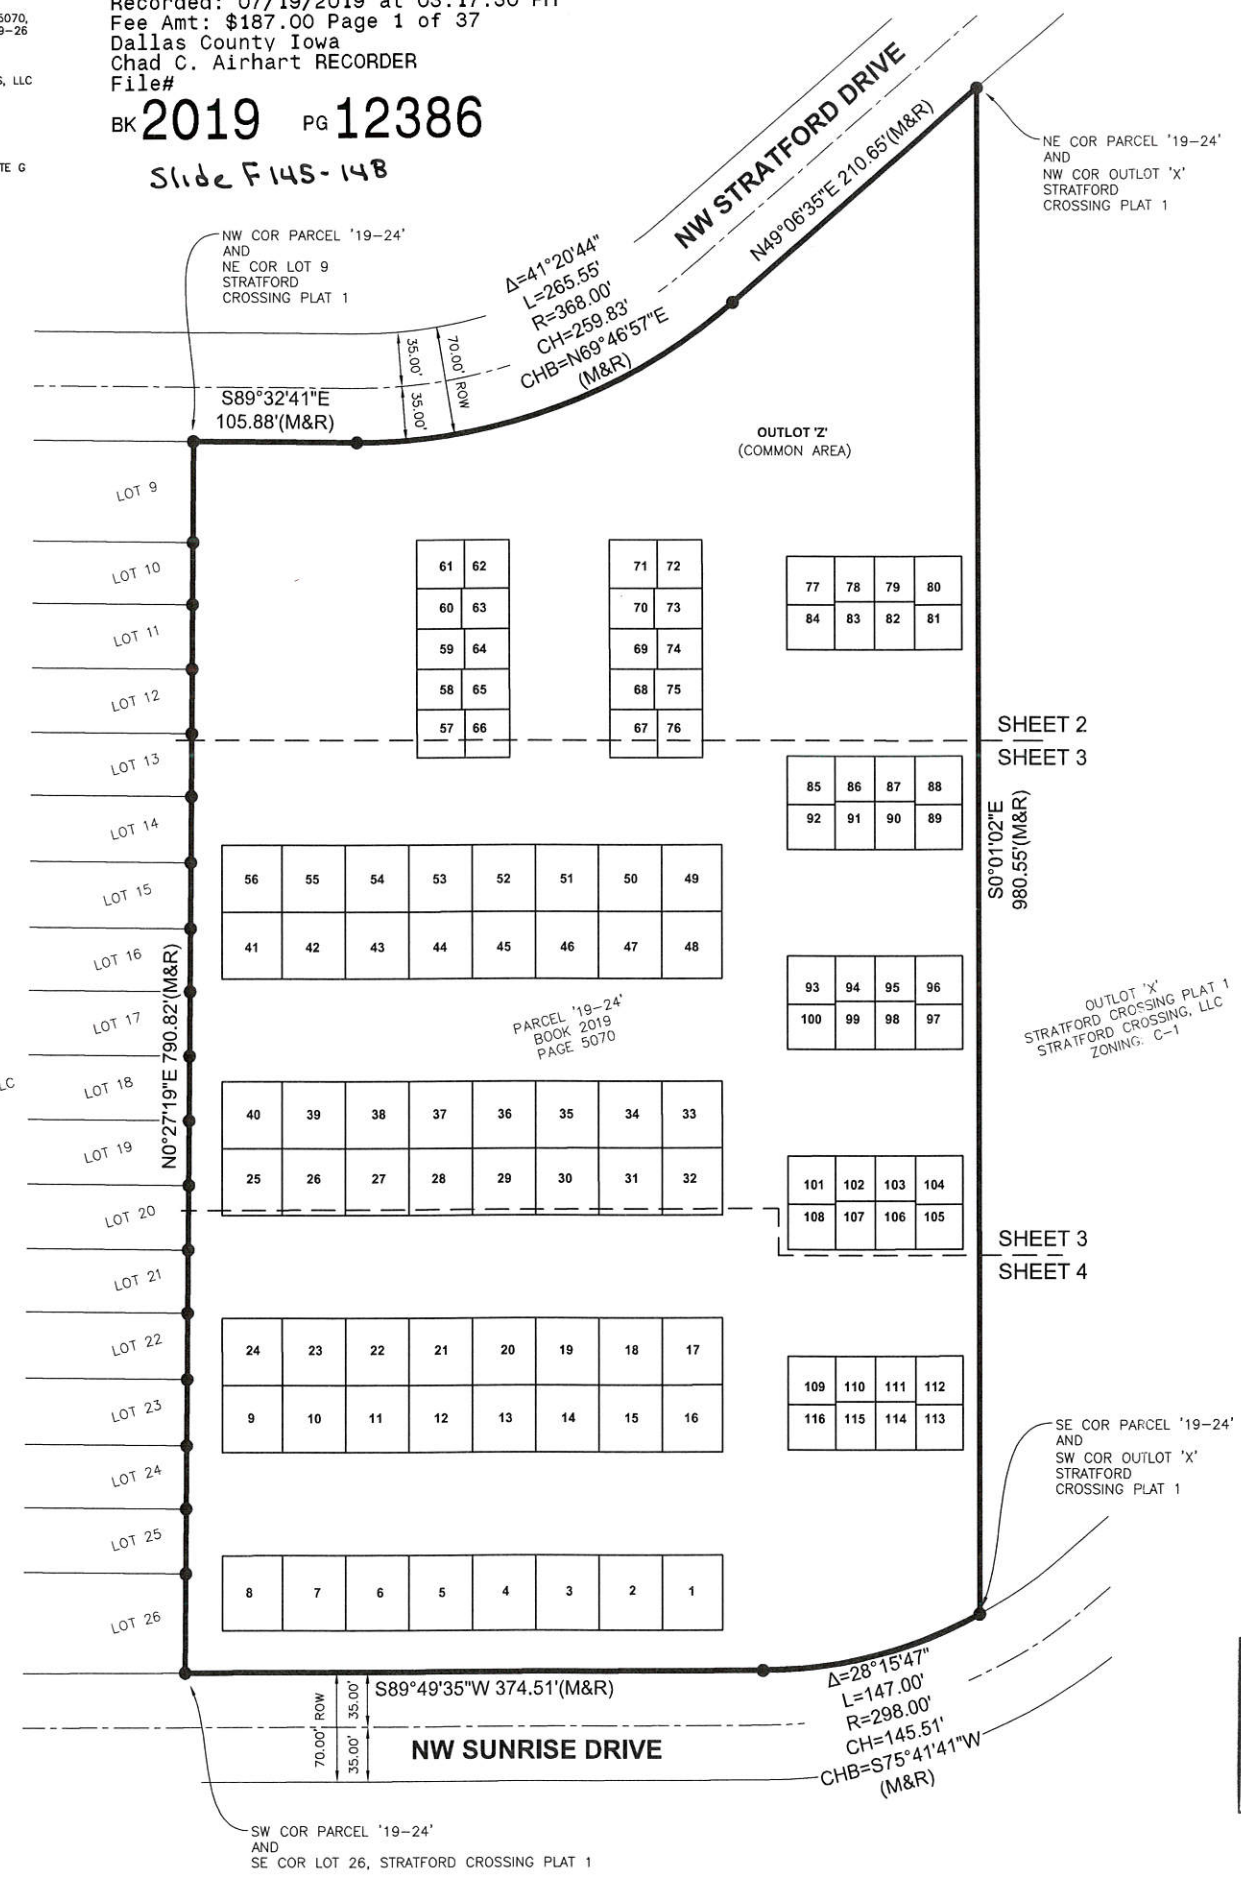 5070,
9-26
S, LLC
TE G
LC
Recorded: 07/19/2019 at 03:17:30 PM
Fee Amt: $187.00 Page 1 of 37
Dallas County Iowa
Chad C. Airhart RECORDER
File#
BK 2019 PG 12386
Slide F145-14B
NW COR PARCEL '19-24'
AND
NE COR LOT 9
STRATFORD
CROSSING PLAT 1
NW STRATFORD DRIVE
N49°06'35"E 210.65'(M&R)
NE COR PARCEL '19-24'
AND
NW COR OUTLOT 'X'
STRATFORD
CROSSING PLAT 1
Δ=41°20'44"
L=265.55'
R=368.00'
CH=259.83'
CHB=N69°46'57"E
(M&R)
35.00'
35.00'
70.00' ROW
S89°32'41"E
105.88'(M&R)
OUTLOT 'Z'
(COMMON AREA)
LOT 9
LOT 10
LOT 11
LOT 12
LOT 13
LOT 14
LOT 15
LOT 16
LOT 17
LOT 18
LOT 19
LOT 20
LOT 21
LOT 22
LOT 23
LOT 24
LOT 25
LOT 26
N0°27'19"E 790.82'(M&R)
61 62
60 63
59 64
58 65
57 66
71 72
70 73
69 74
68 75
67 76
77 78 79 80
84 83 82 81
SHEET 2
SHEET 3
85 86 87 88
92 91 90 89
S0°01'02"E
980.55'(M&R)
56 55 54 53 52 51 50 49
41 42 43 44 45 46 47 48
93 94 95 96
100 99 98 97
PARCEL '19-24'
BOOK 2019
PAGE 5070
OUTLOT 'X'
STRATFORD CROSSING PLAT 1
STRATFORD CROSSING, LLC
ZONING: C-1
40 39 38 37 36 35 34 33
25 26 27 28 29 30 31 32
101 102 103 104
108 107 106 105
SHEET 3
SHEET 4
24 23 22 21 20 19 18 17
9 10 11 12 13 14 15 16
109 110 111 112
116 115 114 113
SE COR PARCEL '19-24'
AND
SW COR OUTLOT 'X'
STRATFORD
CROSSING PLAT 1
8 7 6 5 4 3 2 1
S89°49'35"W 374.51'(M&R)
70.00' ROW
35.00'
35.00'
NW SUNRISE DRIVE
Δ=28°15'47"
L=147.00'
R=298.00'
CH=145.51'
CHB=S75°41'41"W
(M&R)
SW COR PARCEL '19-24'
AND
SE COR LOT 26, STRATFORD CROSSING PLAT 1